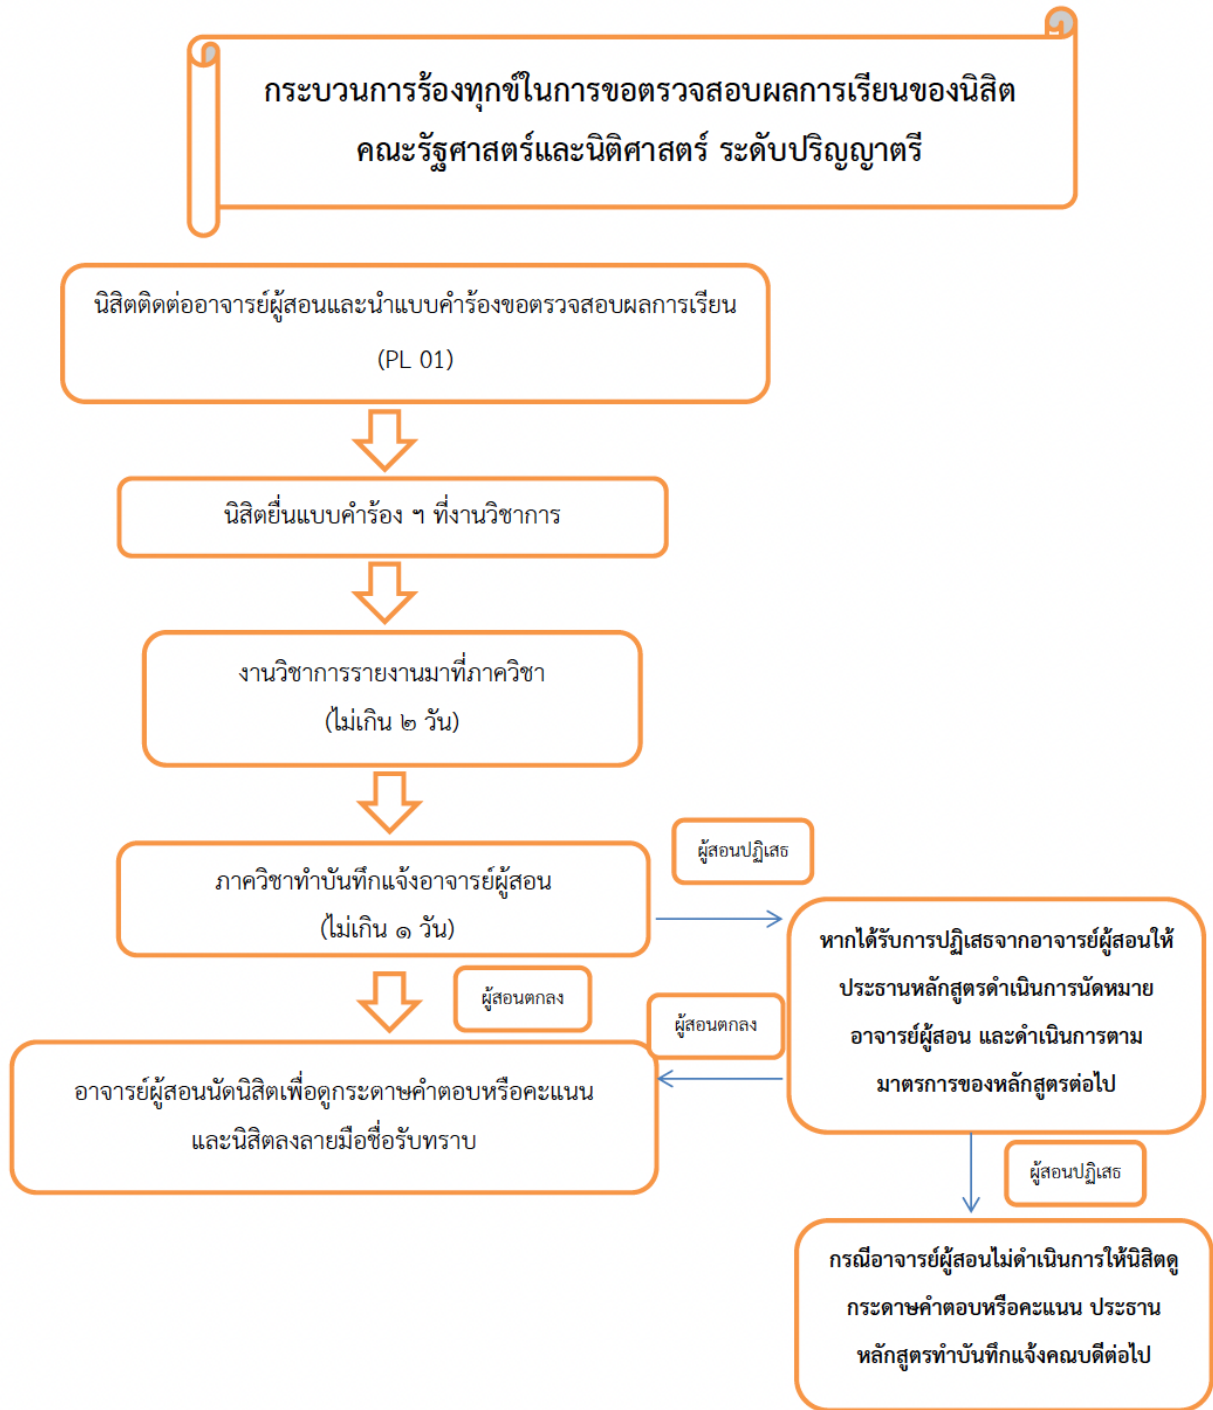 กระบวนการร้องทุกข์ในการขอตรวจสอบผลการเรียนของนิสิต
คณะรัฐศาสตร์และนิติศาสตร์ ระดับปริญญาตรี
นิสิตติดต่ออาจารย์ผู้สอนและนำแบบคำร้องขอตรวจสอบผลการเรียน
(PL 01)
นิสิตยื่นแบบคำร้อง ฯ ที่งานวิชาการ
งานวิชาการรายงานมาที่ภาควิชา
(ไม่เกิน ๒ วัน)
ภาควิชาทำบันทึกแจ้งอาจารย์ผู้สอน
(ไม่เกิน ๑ วัน)
ผู้สอนปฏิเสธ
หากได้รับการปฏิเสธจากอาจารย์ผู้สอนให้
ประธานหลักสูตรดำเนินการนัดหมาย
อาจารย์ผู้สอน และดำเนินการตาม
มาตรการของหลักสูตรต่อไป
ผู้สอนตกลง
ผู้สอนตกลง
อาจารย์ผู้สอนนัดนิสิตเพื่อดูกระดาษคำตอบหรือคะแนน
และนิสิตลงลายมือชื่อรับทราบ
ผู้สอนปฏิเสธ
กรณีอาจารย์ผู้สอนไม่ดำเนินการให้นิสิตดู
กระดาษคำตอบหรือคะแนน ประธาน
หลักสูตรทำบันทึกแจ้งคณบดีต่อไป